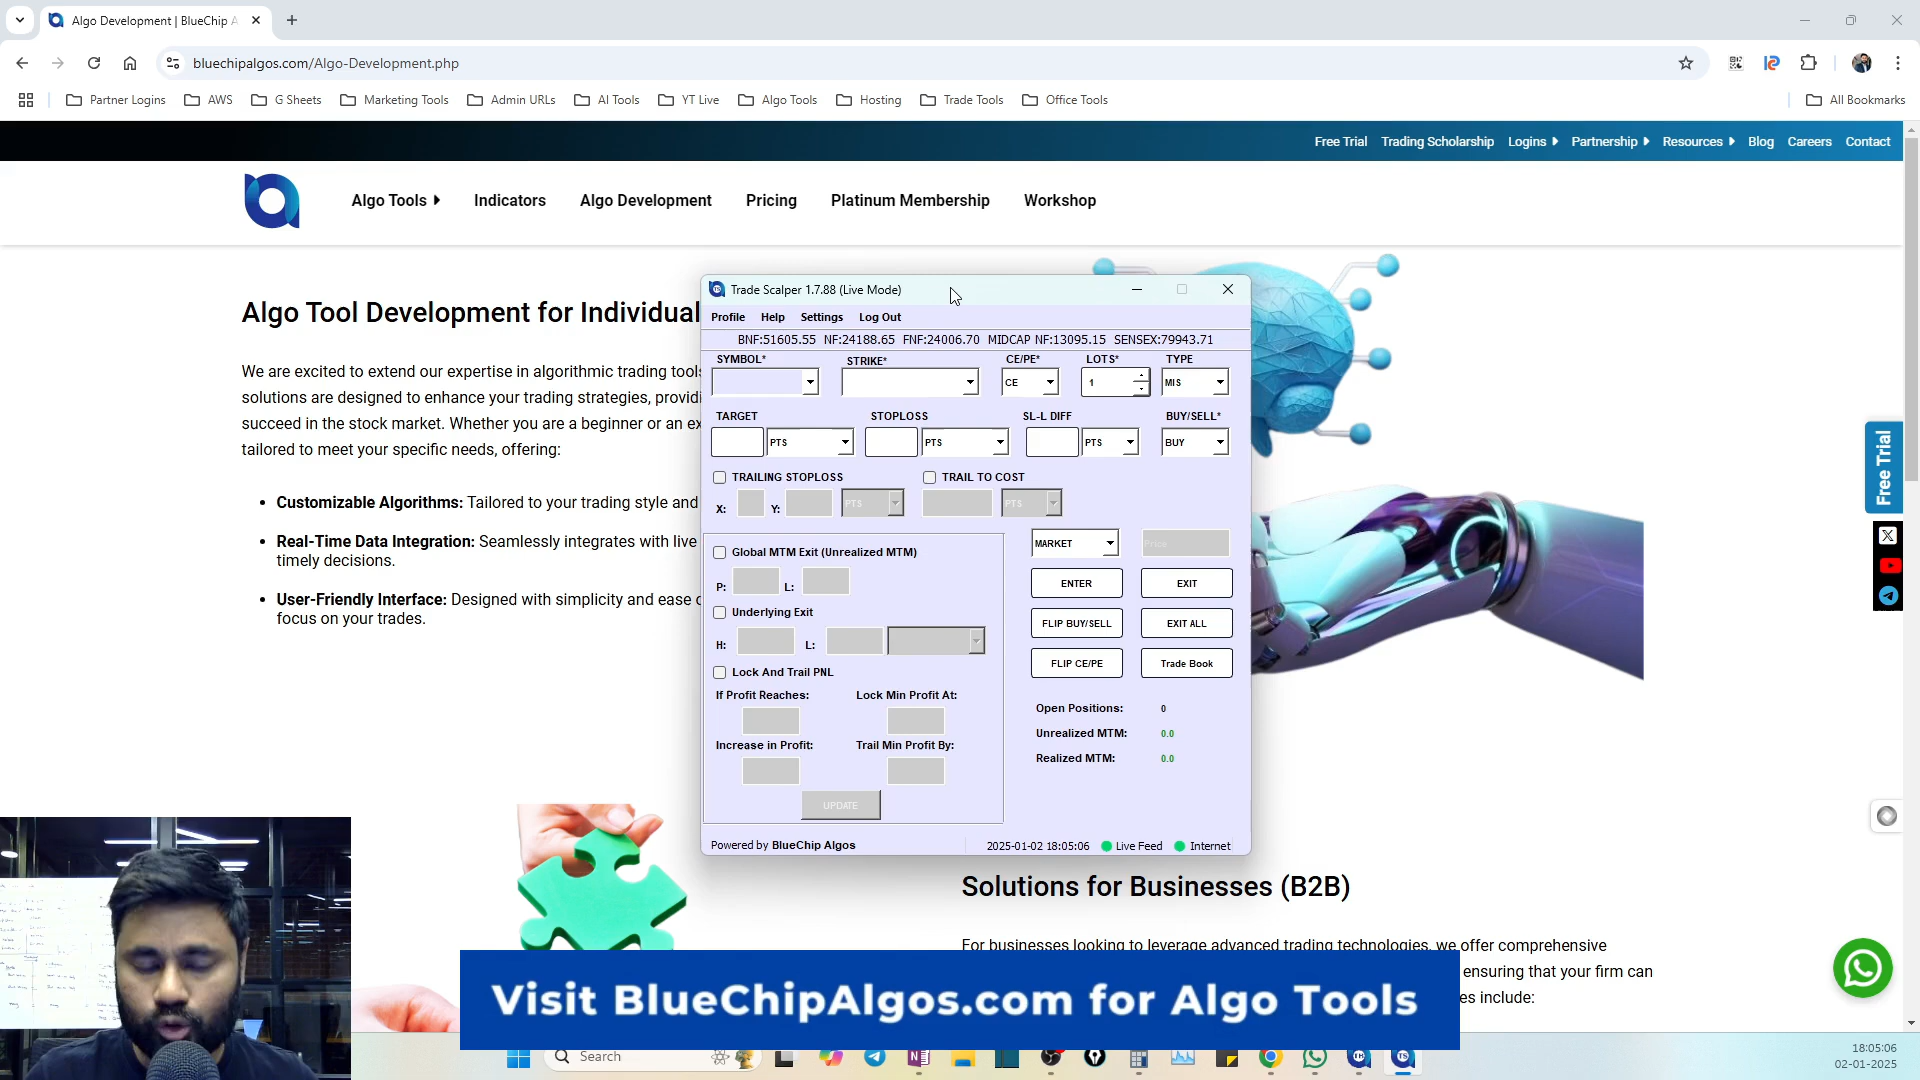 Algo Development | BlueChip A
bluechipalgos.com/Algo-Development.php
Partner Logins
AWS
G Sheets
Marketing Tools
Admin URLs
AI Tools
YT Live
Algo Tools
Hosting
Trade Tools
Office Tools
All Bookmarks
Free Trial
Trading Scholarship
Logins
Partnership
Resources
Blog
Careers
Contact
Algo Tools
Indicators
Algo Development
Pricing
Platinum Membership
Workshop
Algo Tool Development for Individual
We are excited to extend our expertise in algorithmic trading tool
solutions are designed to enhance your trading strategies, provid
succeed in the stock market. Whether you are a beginner or an ex
tailored to meet your specific needs, offering:
• Customizable Algorithms: Tailored to your trading style and
• Real-Time Data Integration: Seamlessly integrates with live
timely decisions.
• User-Friendly Interface: Designed with simplicity and ease o
focus on your trades.
Trade Scalper 1.7.88 (Live Mode)
Profile Help Settings Log Out
BNF:51605.55 NF:24188.65 FNF:24006.70 MIDCAP NF:13095.15 SENSEX:79943.71
SYMBOL* STRIKE* CE/PE* LOTS* TYPE
CE 1 MIS
TARGET STOPLOSS SL-L DIFF BUY/SELL*
PTS PTS PTS BUY
TRAILING STOPLOSS TRAIL TO COST
X: Y: PTS PTS
Global MTM Exit (Unrealized MTM)
P: L:
Underlying Exit
H: L:
Lock And Trail PNL
If Profit Reaches: Lock Min Profit At:
Increase in Profit: Trail Min Profit By:
UPDATE
MARKET Price
ENTER EXIT
FLIP BUY/SELL EXIT ALL
FLIP CE/PE Trade Book
Open Positions: 0
Unrealized MTM: 0.0
Realized MTM: 0.0
Powered by BlueChip Algos
2025-01-02 18:05:06 Live Feed Internet
Free Trial
Solutions for Businesses (B2B)
For businesses looking to leverage advanced trading technologies, we offer comprehensive
ensuring that your firm can
es include:
Visit BlueChipAlgos.com for Algo Tools
Search
18:05:06
02-01-2025